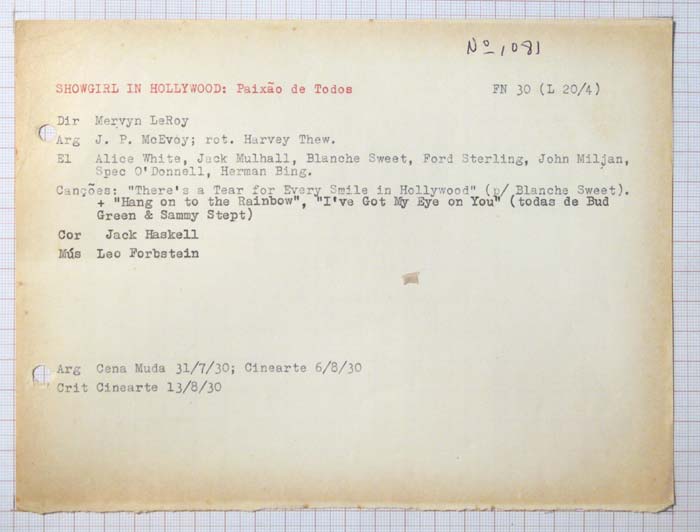 Nº 1081
SHOWGIRL IN HOLLYWOOD: Paixão de Todos FN 30 (L 20/4)
Dir Mervyn LeRoy
Arg J. P. McEvoy; rot. Harvey Thew.
El Alice White, Jack Mulhall, Blanche Sweet, Ford Sterling, John Miljan,
Spec O'Donnell, Herman Bing.
Canções: "There's a Tear for Every Smile in Hollywood" (p/ Blanche Sweet).
+ "Hang on to the Rainbow", "I've Got My Eye on You" (todas de Bud
Green & Sammy Stept)
Cor Jack Haskell
Mús Leo Forbstein
Arg Cena Muda 31/7/30; Cinearte 6/8/30
Crit Cinearte 13/8/30